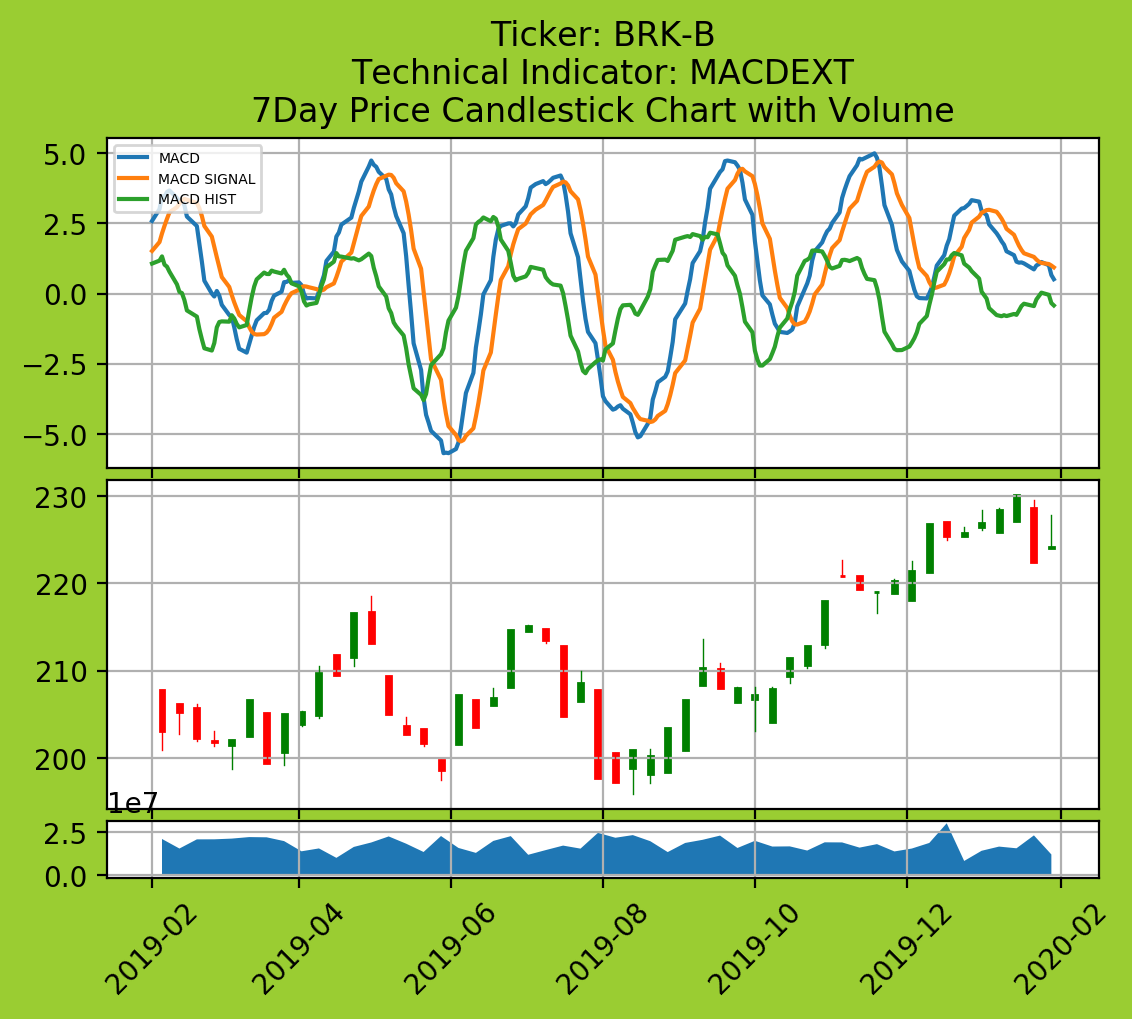 Ticker: BRK-B
Technical Indicator: MACDEXT
7Day Price Candlestick Chart with Volume
MACD
MACD SIGNAL
MACD HIST
5.0
2.5
0.0
−2.5
−5.0
230
220
210
200
1e7
2.5
0.0
2019-02
2019-04
2019-06
2019-08
2019-10
2019-12
2020-02